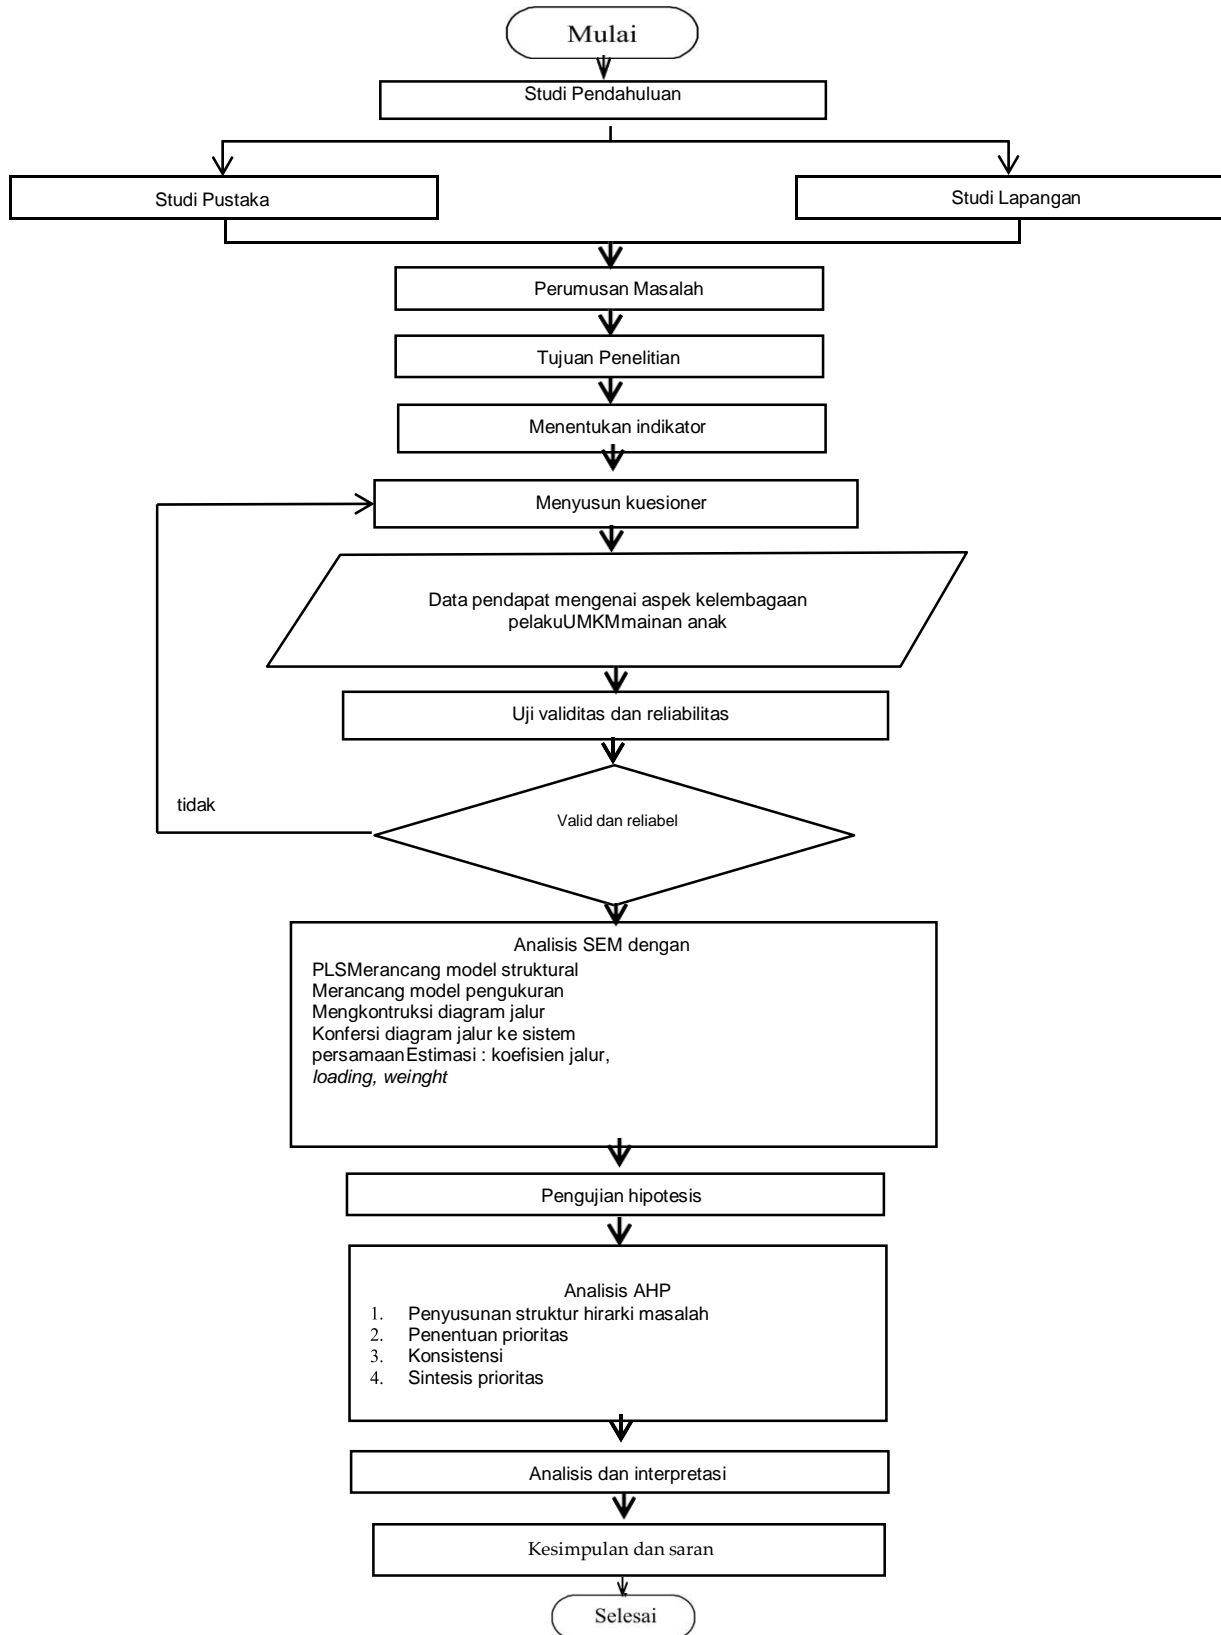 Mulai
Studi Pendahuluan
Studi Pustaka
Studi Lapangan
Perumusan Masalah
Tujuan Penelitian
Menentukan indikator
Menyusun kuesioner
Data pendapat mengenai aspek kelembagaan
pelakuUMKMmainan anak
Uji validitas dan reliabilitas
tidak
Valid dan reliabel
Analisis SEM dengan
PLSMerancang model struktural
Merancang model pengukuran
Mengkontruksi diagram jalur
Konfersi diagram jalur ke sistem
persamaanEstimasi : koefisien jalur,
loading, weinght
Pengujian hipotesis
Analisis AHP
1. Penyusunan struktur hirarki masalah
2. Penentuan prioritas
3. Konsistensi
4. Sintesis prioritas
Analisis dan interpretasi
Kesimpulan dan saran
Selesai